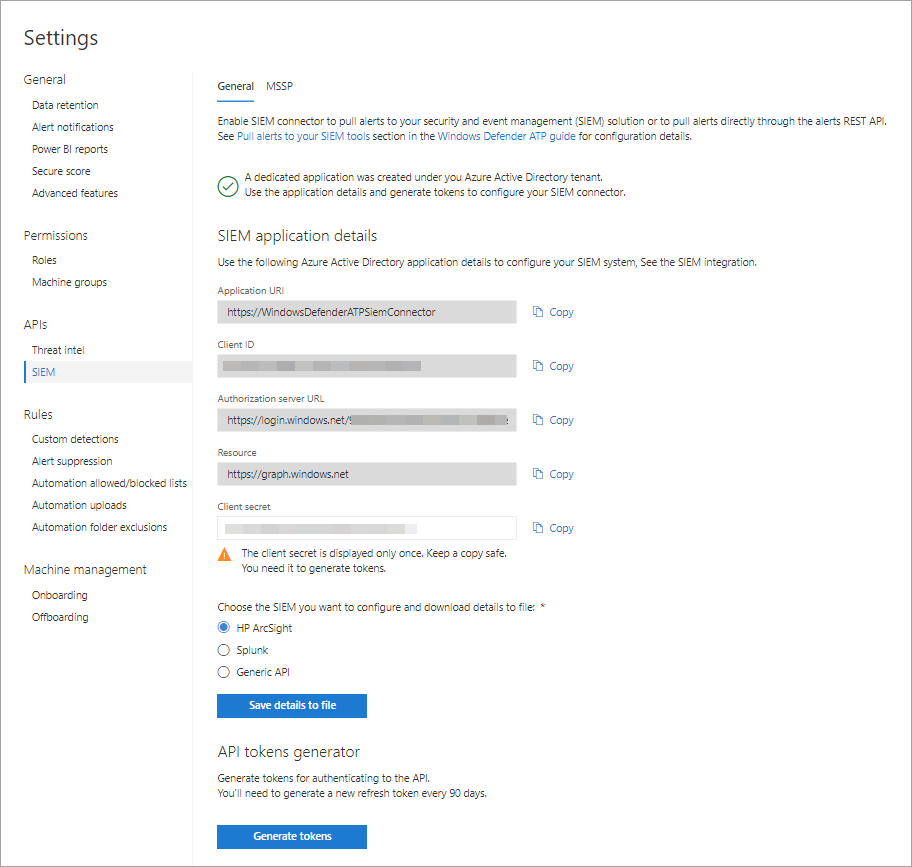 Settings
General
Data retention
Alert notifications
Power BI reports
Secure score
Advanced features
Permissions
Roles
Machine groups
APIs
Threat intel
SIEM
Rules
Custom detections
Alert suppression
Automation allowed/blocked lists
Automation uploads
Automation folder exclusions
Machine management
Onboarding
Offboarding
General MSSP
Enable SIEM connector to pull alerts to your security and event management (SIEM) solution or to pull alerts directly through the alerts REST API.
See Pull alerts to your SIEM tools section in the Windows Defender ATP guide for configuration details.
A dedicated application was created under you Azure Active Directory tenant.
Use the application details and generate tokens to configure your SIEM connector.
SIEM application details
Use the following Azure Active Directory application details to configure your SIEM system, See the SIEM integration.
Application URI
https://WindowsDefenderATPSiemConnector Copy
Client ID
Copy
Authorization server URL
https://login.windows.net/ Copy
Resource
https://graph.windows.net Copy
Client secret
Copy
The client secret is displayed only once. Keep a copy safe.
You need it to generate tokens.
Choose the SIEM you want to configure and download details to file: *
HP ArcSight
Splunk
Generic API
Save details to file
API tokens generator
Generate tokens for authenticating to the API.
You'll need to generate a new refresh token every 90 days.
Generate tokens